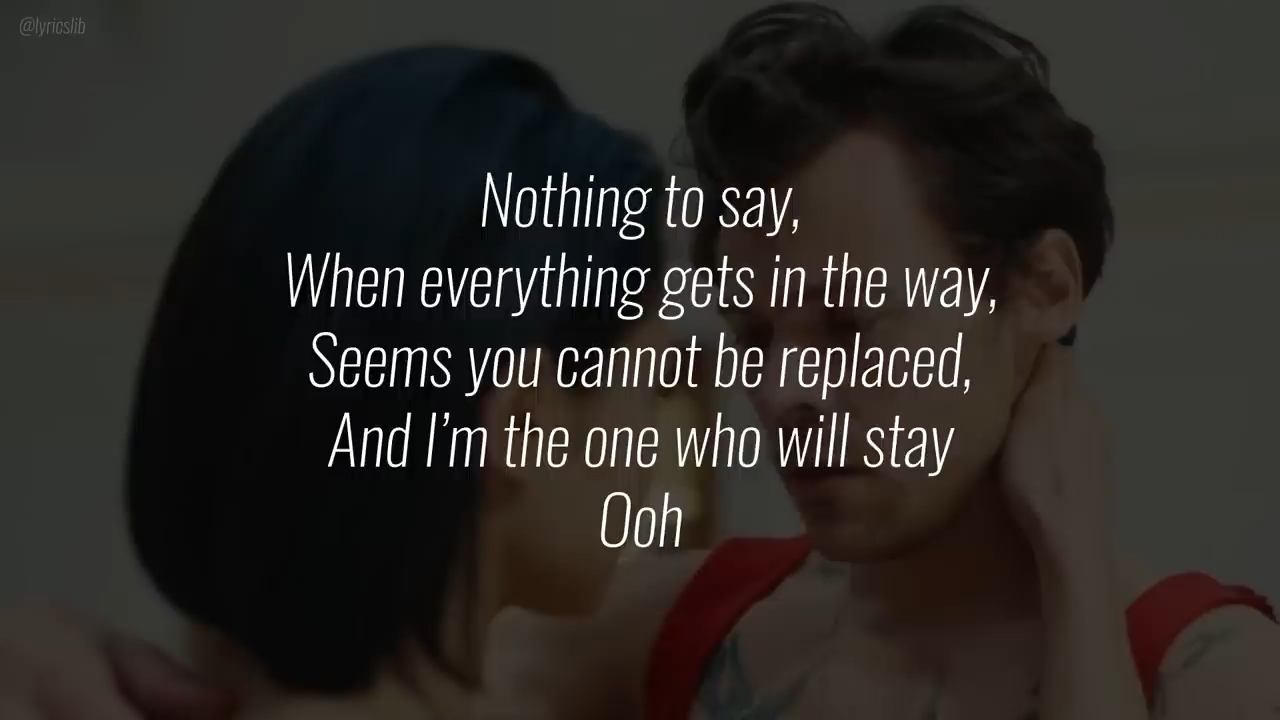 @lyricslib
Nothing to say,
When everything gets in the way,
Seems you cannot be replaced,
And I’m the one who will stay
Ooh